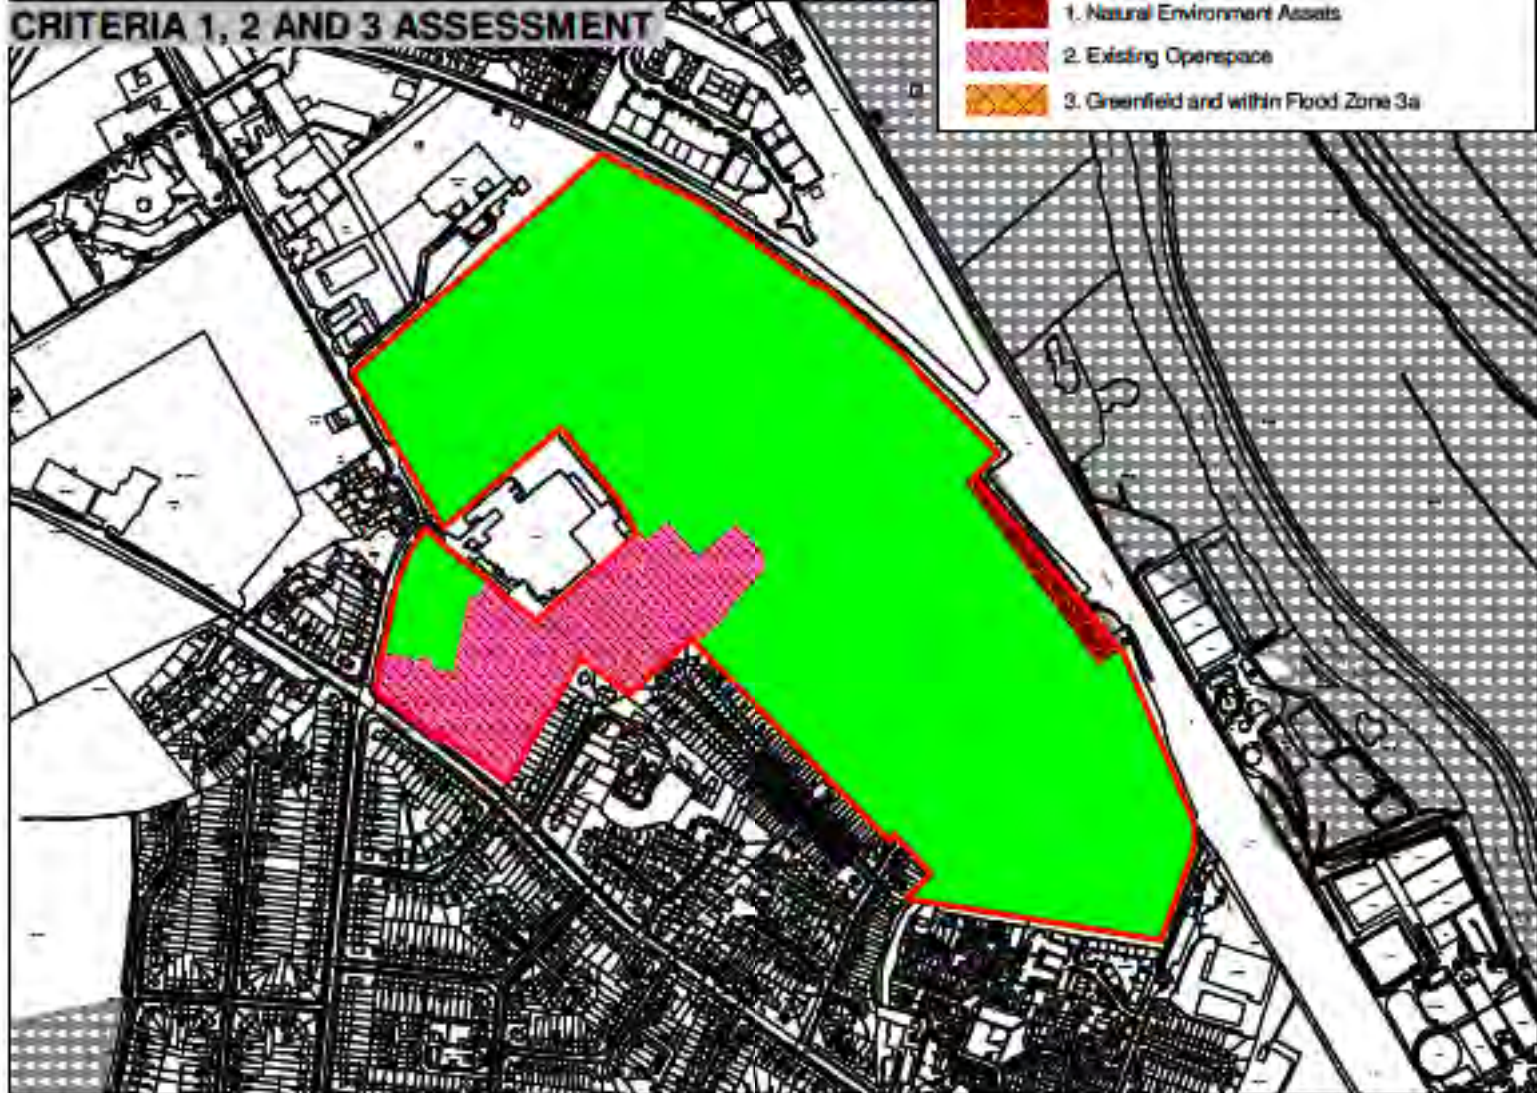 CRITERIA 1, 2 AND 3 ASSESSMENT
1. Natural Environment Assets
2. Existing Openspace
3. Greenfield and within Flood Zone 3a